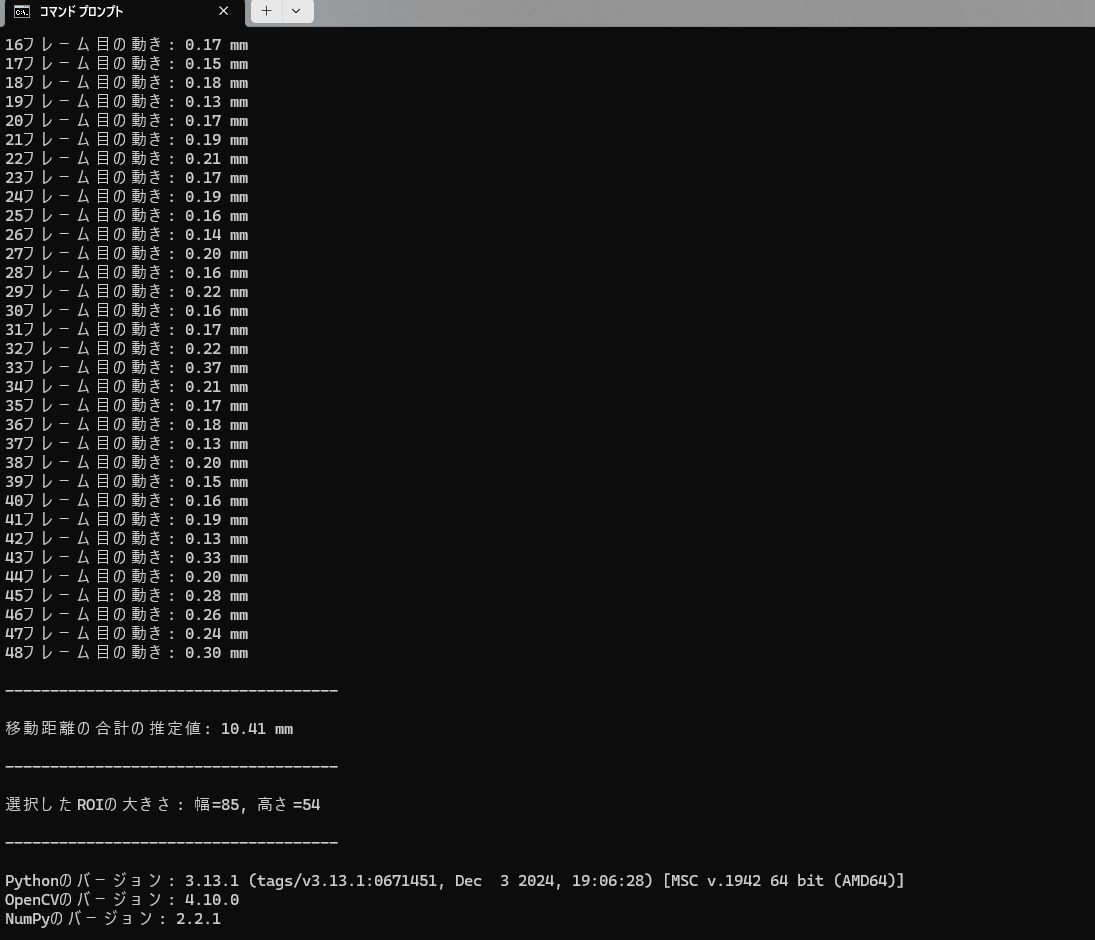 コマンド プロンプト
16フレーム目の動き: 0.17 mm
17フレーム目の動き: 0.15 mm
18フレーム目の動き: 0.18 mm
19フレーム目の動き: 0.13 mm
20フレーム目の動き: 0.17 mm
21フレーム目の動き: 0.19 mm
22フレーム目の動き: 0.21 mm
23フレーム目の動き: 0.17 mm
24フレーム目の動き: 0.19 mm
25フレーム目の動き: 0.16 mm
26フレーム目の動き: 0.14 mm
27フレーム目の動き: 0.20 mm
28フレーム目の動き: 0.16 mm
29フレーム目の動き: 0.22 mm
30フレーム目の動き: 0.16 mm
31フレーム目の動き: 0.17 mm
32フレーム目の動き: 0.22 mm
33フレーム目の動き: 0.37 mm
34フレーム目の動き: 0.21 mm
35フレーム目の動き: 0.17 mm
36フレーム目の動き: 0.18 mm
37フレーム目の動き: 0.13 mm
38フレーム目の動き: 0.20 mm
39フレーム目の動き: 0.15 mm
40フレーム目の動き: 0.16 mm
41フレーム目の動き: 0.19 mm
42フレーム目の動き: 0.13 mm
43フレーム目の動き: 0.33 mm
44フレーム目の動き: 0.20 mm
45フレーム目の動き: 0.28 mm
46フレーム目の動き: 0.26 mm
47フレーム目の動き: 0.24 mm
48フレーム目の動き: 0.30 mm
-------------------------------------
移動距離の合計の推定値: 10.41 mm
-------------------------------------
選択したROIの大きさ: 幅=85, 高さ=54
-------------------------------------
Pythonのバージョン: 3.13.1 (tags/v3.13.1:0671451, Dec  3 2024, 19:06:28) [MSC v.1942 64 bit (AMD64)]
OpenCVのバージョン: 4.10.0
NumPyのバージョン: 2.2.1